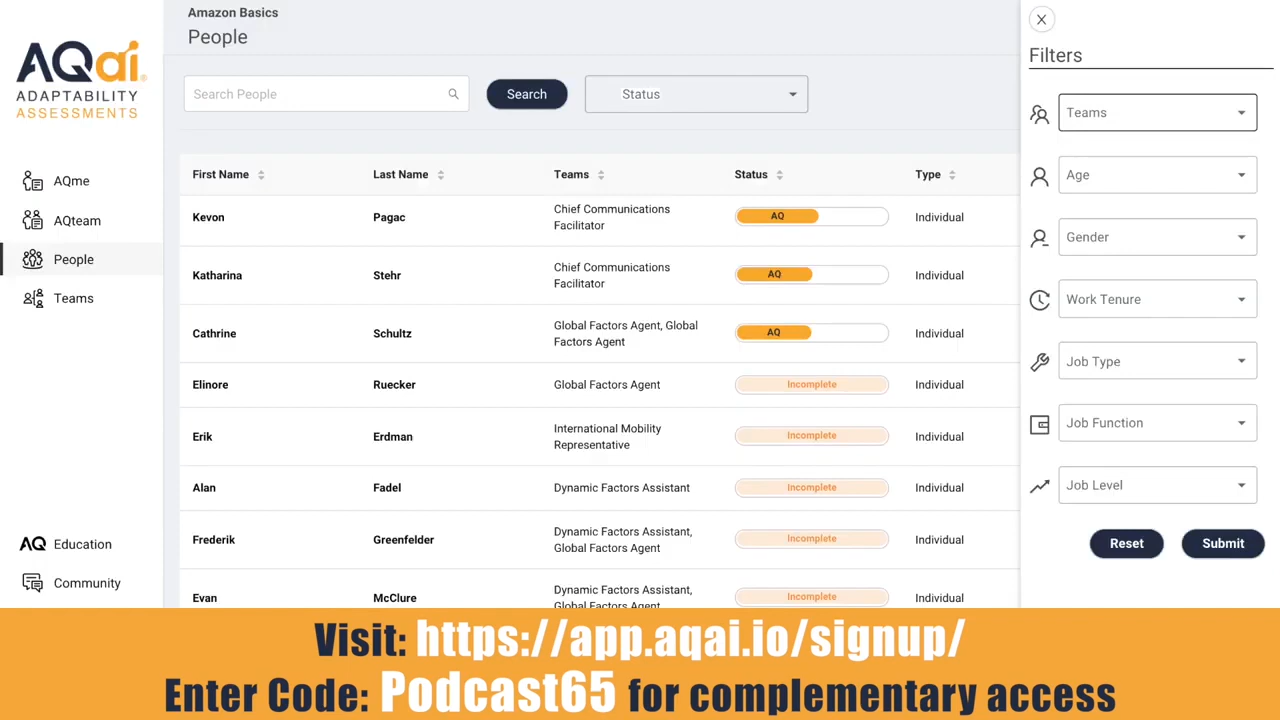 AQai
ADAPTABILITY
ASSESSMENTS
AQme
AQteam
People
Teams
AQ Education
Community
Amazon Basics
People
Search People
Search
Status
First Name
Last Name
Teams
Status
Type
Kevon
Pagac
Chief Communications
Facilitator
AQ
Individual
Katharina
Stehr
Chief Communications
Facilitator
AQ
Individual
Cathrine
Schultz
Global Factors Agent, Global
Factors Agent
AQ
Individual
Elinore
Ruecker
Global Factors Agent
Incomplete
Individual
Erik
Erdman
International Mobility
Representative
Incomplete
Individual
Alan
Fadel
Dynamic Factors Assistant
Incomplete
Individual
Frederik
Greenfelder
Dynamic Factors Assistant,
Global Factors Agent
Incomplete
Individual
Evan
McClure
Dynamic Factors Assistant,
Global Factors Agent
Incomplete
Individual
Filters
Teams
Age
Gender
Work Tenure
Job Type
Job Function
Job Level
Reset
Submit
Visit: https://app.aqai.io/signup/
Enter Code: Podcast65 for complementary access